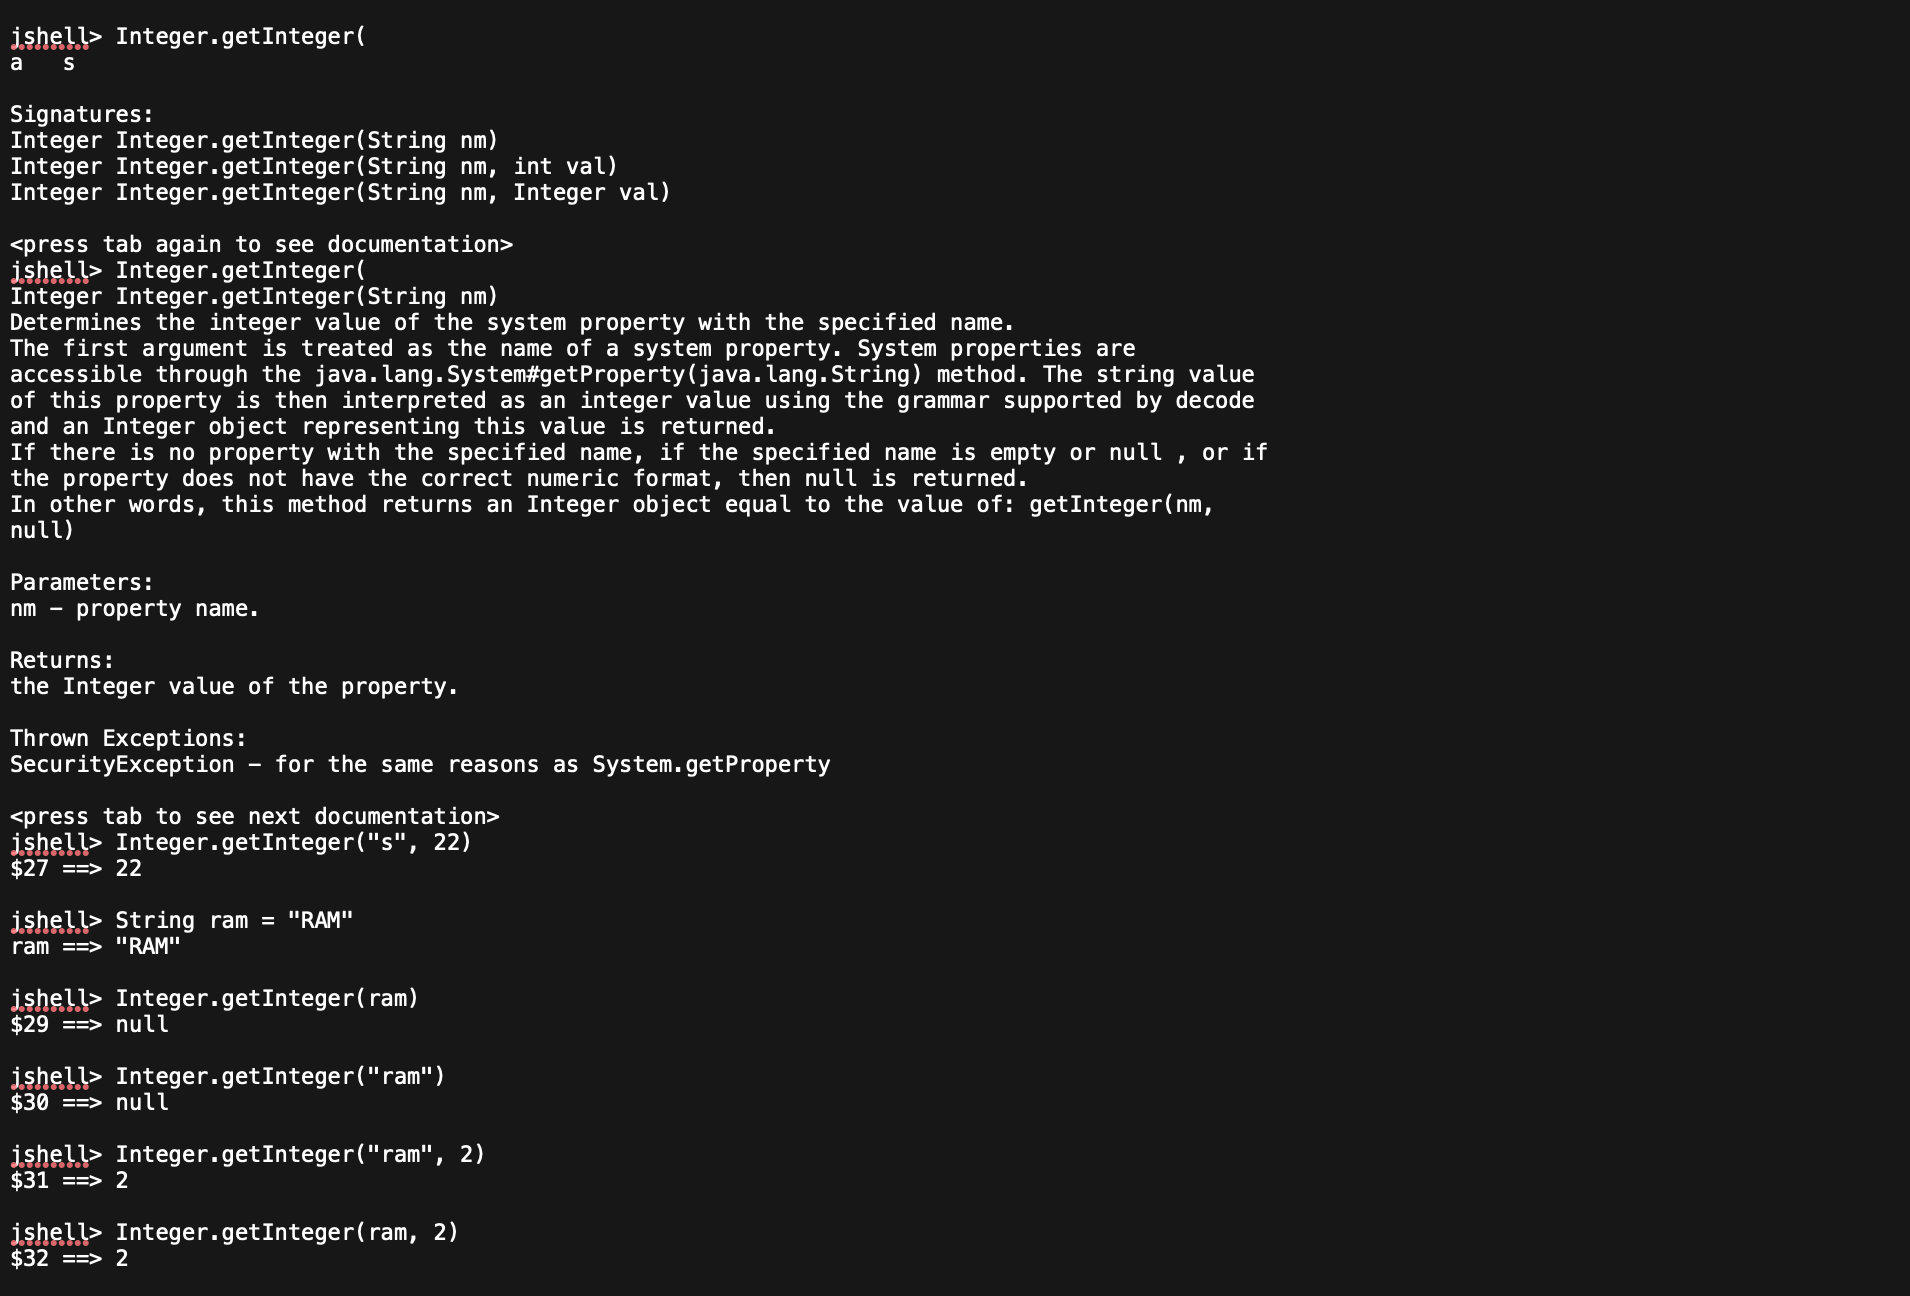 jshell> Integer.getInteger(
a   s
Signatures:
Integer Integer.getInteger(String nm)
Integer Integer.getInteger(String nm, int val)
Integer Integer.getInteger(String nm, Integer val)
<press tab again to see documentation>
jshell> Integer.getInteger(
Integer Integer.getInteger(String nm)
Determines the integer value of the system property with the specified name.
The first argument is treated as the name of a system property. System properties are
accessible through the java.lang.System#getProperty(java.lang.String) method. The string value
of this property is then interpreted as an integer value using the grammar supported by decode
and an Integer object representing this value is returned.
If there is no property with the specified name, if the specified name is empty or null , or if
the property does not have the correct numeric format, then null is returned.
In other words, this method returns an Integer object equal to the value of: getInteger(nm,
null)
Parameters:
nm – property name.
Returns:
the Integer value of the property.
Thrown Exceptions:
SecurityException – for the same reasons as System.getProperty
<press tab to see next documentation>
jshell> Integer.getInteger("s", 22)
$27 ==> 22
jshell> String ram = "RAM"
ram ==> "RAM"
jshell> Integer.getInteger(ram)
$29 ==> null
jshell> Integer.getInteger("ram")
$30 ==> null
jshell> Integer.getInteger("ram", 2)
$31 ==> 2
jshell> Integer.getInteger(ram, 2)
$32 ==> 2